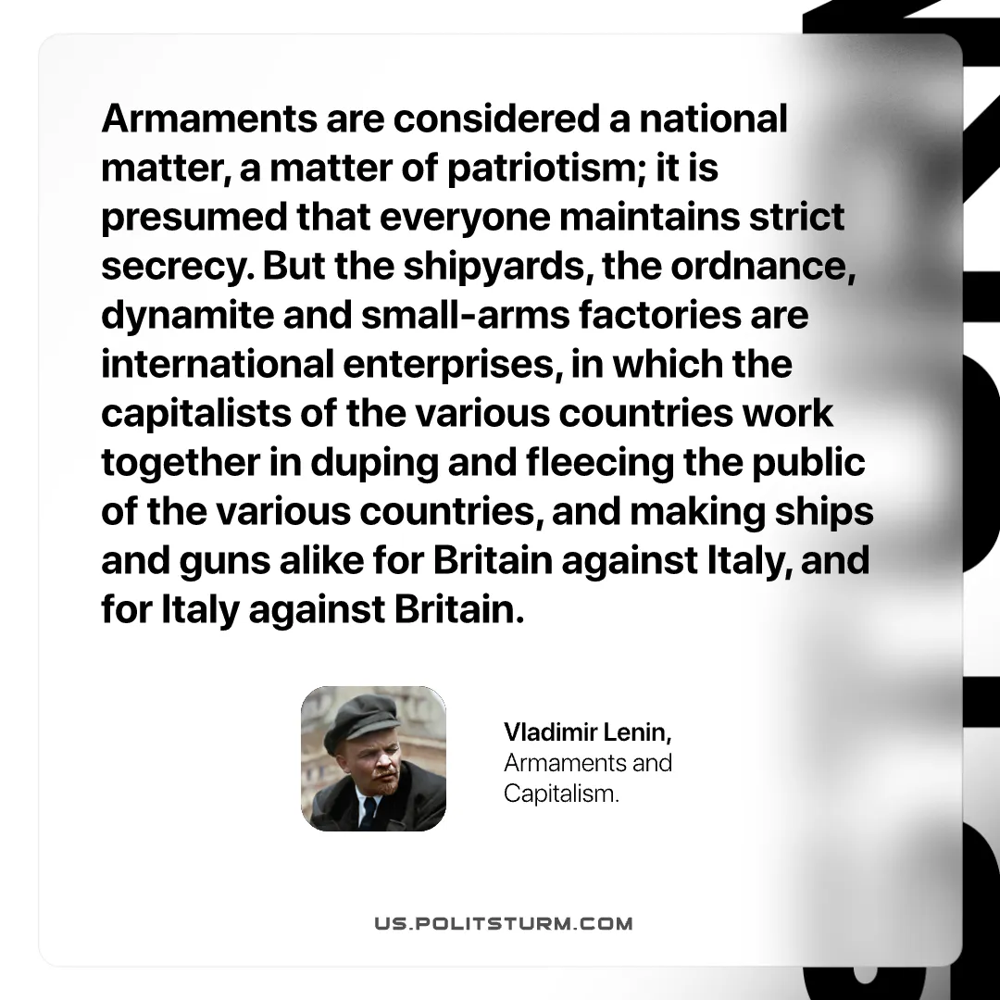 Armaments are considered a national
matter, a matter of patriotism; it is
presumed that everyone maintains strict
secrecy. But the shipyards, the ordnance,
dynamite and small-arms factories are
international enterprises, in which the
capitalists of the various countries work
together in duping and fleecing the public
of the various countries, and making ships
and guns alike for Britain against Italy, and
for Italy against Britain.
Vladimir Lenin,
Armaments and
Capitalism.
US.POLITSTURM.COM